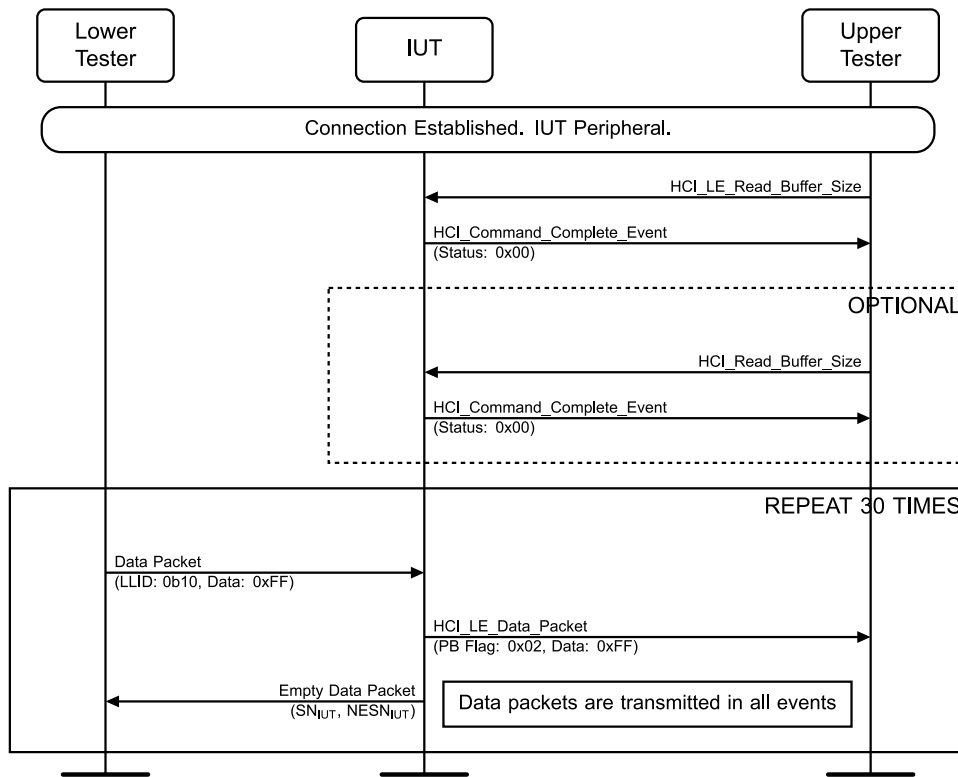 Lower
Tester
IUT
Upper
Tester
Connection Established. IUT Peripheral.
HCI_LE_Read_Buffer_Size
HCI_Command_Complete_Event
(Status: 0x00)
OPTIONAL
HCI_Read_Buffer_Size
HCI_Command_Complete_Event
(Status: 0x00)
REPEAT 30 TIMES
Data Packet
(LLID: 0b10, Data: 0xFF)
HCI_LE_Data_Packet
(PB Flag: 0x02, Data: 0xFF)
Empty Data Packet
(SNIUT, NESNIUT)
Data packets are transmitted in all events